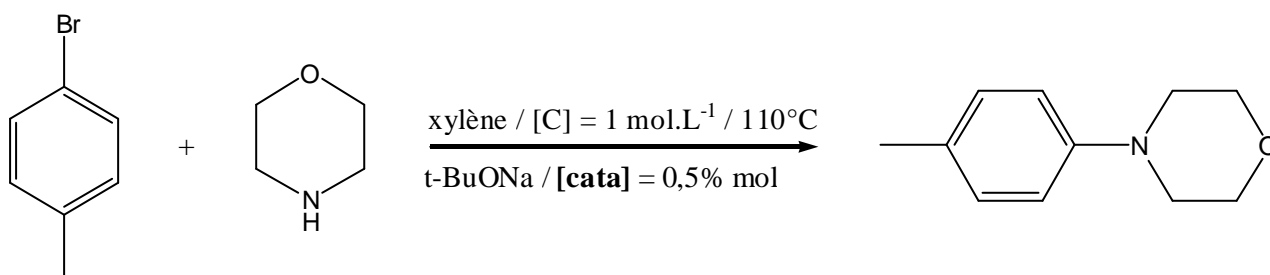 Br
O
+
N
H
xylène / [C] = 1 mol.L⁻¹ / 110°C
t-BuONa / [cata] = 0,5% mol
N
O